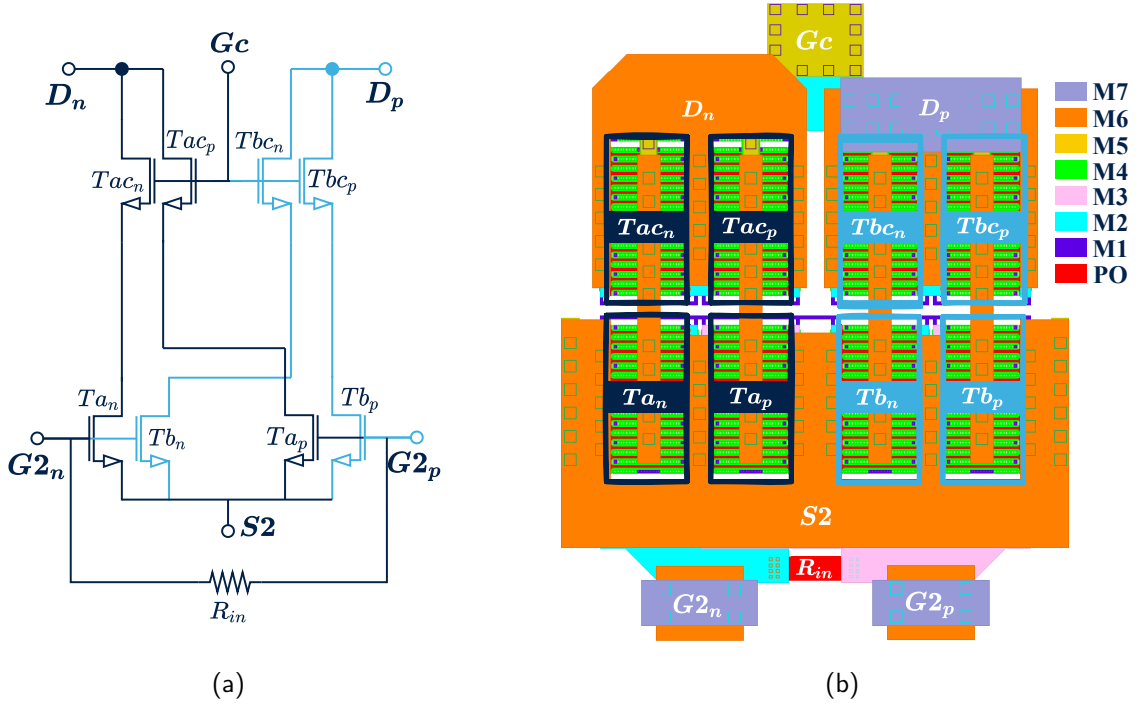 Gc
D_n
D_p
Tac_p
Tbc_n
Tac_n
Tbc_p
Ta_n
Tb_p
Tb_n
Ta_p
G2_n
G2_p
S2
R_in
(a)
Gc
D_n
D_p
Tac_n Tac_p Tbc_n Tbc_p
Ta_n Ta_p Tb_n Tb_p
S2
R_in
G2_n G2_p
M7
M6
M5
M4
M3
M2
M1
PO
(b)